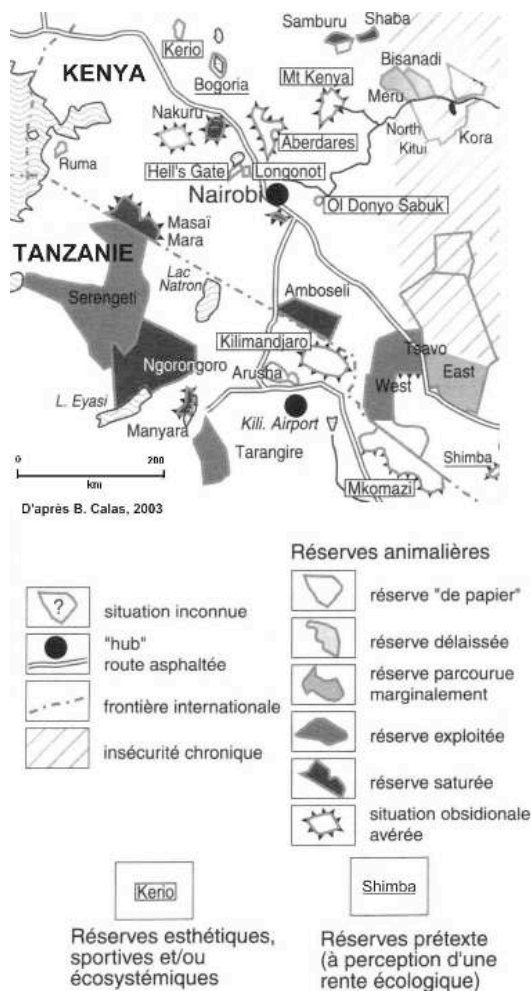 Samburu Shaba
Kerio
KENYA
Bogoria
Mt Kenya
Bisanadi
Meru
Nakuru
Aberdares
North
Kitui
Kora
Ruma
Hell's Gate
Longonot
Nairobi
Ol Donyo Sabuk
Masaï
Mara
TANZANIE
Lac
Natron
Serengeti
Amboseli
Kilimandjaro
Ngorongoro
Tsavo
East
West
Arusha
L. Eyasi
Manyara
Kili. Airport
Tarangire
Shimba
Mkomazi
0 200
km
D'après B. Calas, 2003
?
situation inconnue
"hub"
route asphaltée
frontière internationale
insécurité chronique
Réserves animalières
réserve "de papier"
réserve délaissée
réserve parcourue
marginalement
réserve exploitée
réserve saturée
situation obsidionale
avérée
Kerio
Réserves esthétiques,
sportives et/ou
écosystémiques
Shimba
Réserves prétexte
(à perception d'une
rente écologique)